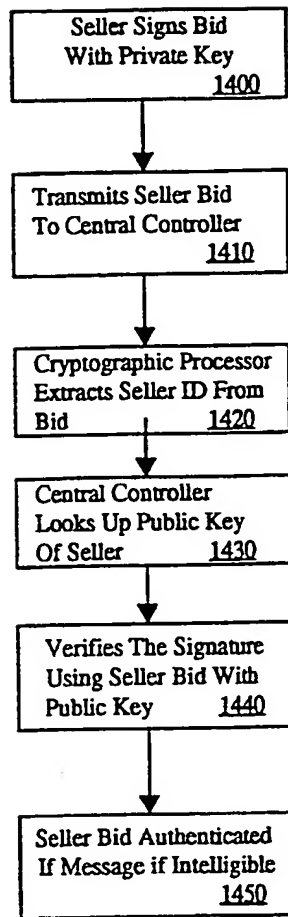 Seller Signs Bid
With Private Key
1400
Transmits Seller Bid
To Central Controller
1410
Cryptographic Processor
Extracts Seller ID From
Bid 1420
Central Controller
Looks Up Public Key
Of Seller 1430
Verifies The Signature
Using Seller Bid With
Public Key 1440
Seller Bid Authenticated
If Message if Intelligible
1450